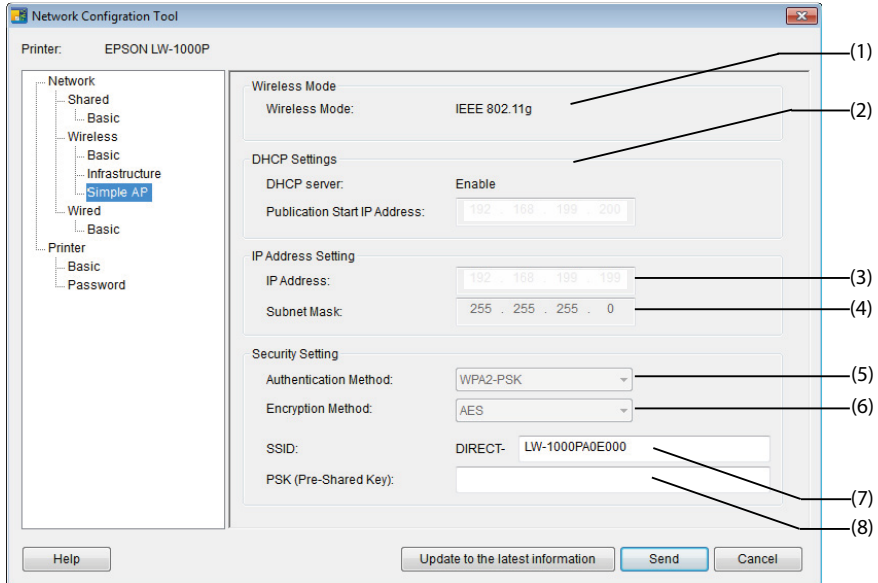 Network Configration Tool
Printer: EPSON LW-1000P
Network
Shared
Basic
Wireless
Basic
Infrastructure
Simple AP
Wired
Basic
Printer
Basic
Password
Wireless Mode
Wireless Mode: IEEE 802.11g (1)
DHCP Settings (2)
DHCP server: Enable
Publication Start IP Address: 192 . 168 . 199 . 200
IP Address Setting
IP Address: 192 . 168 . 199 . 199 (3)
Subnet Mask: 255 . 255 . 255 . 0 (4)
Security Setting
Authentication Method: WPA2-PSK (5)
Encryption Method: AES (6)
SSID: DIRECT- LW-1000PA0E000 (7)
PSK (Pre-Shared Key): (8)
Help Update to the latest information Send Cancel